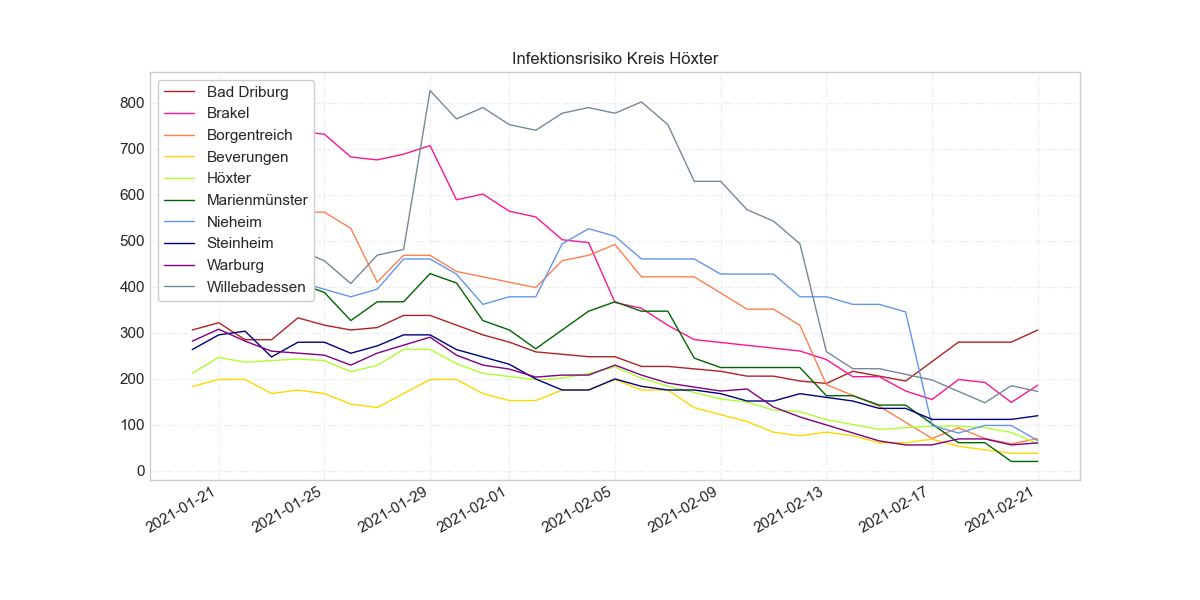 Infektionsrisiko Kreis Höxter
Bad Driburg
Brakel
Borgentreich
Beverungen
Höxter
Marienmünster
Nieheim
Steinheim
Warburg
Willebadessen
800
700
600
500
400
300
200
100
0
2021-01-21
2021-01-25
2021-01-29
2021-02-01
2021-02-05
2021-02-09
2021-02-13
2021-02-17
2021-02-21